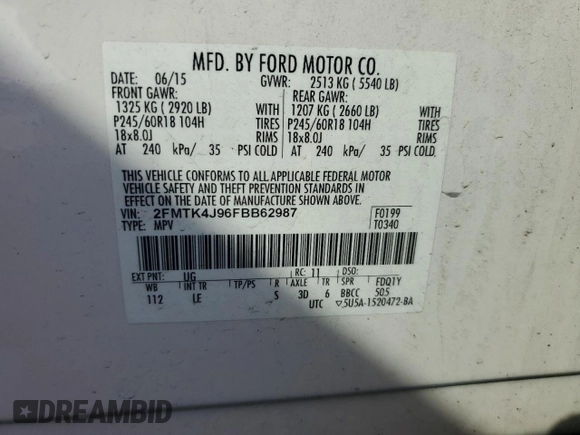 MFD. BY FORD MOTOR CO.
DATE: 06/15 GVWR: 2513 KG ( 5540 LB)
FRONT GAWR: REAR GAWR:
1325 KG ( 2920 LB) WITH 1207 KG ( 2660 LB) WITH
P245/60R18 104H TIRES P245/60R18 104H TIRES
18x8.0J RIMS 18x8.0J RIMS
AT 240 kPa/ 35 PSI COLD AT 240 kPa/ 35 PSI COLD
THIS VEHICLE CONFORMS TO ALL APPLICABLE FEDERAL MOTOR
VEHICLE SAFETY AND THEFT PREVENTION STANDARDS IN
EFFECT ON THE DATE OF MANUFACTURE SHOWN ABOVE.
VIN: 2FMTK4J96FBB62987 F0199
TYPE: MPV T0340
EXT PNT: UG RC: 11 DSO: FDQ1Y
WB INT TR TP/PS R AXLE TR SPR
112 LE S 3D 6 BBCC 505
UTC ▽5U5A-1520472-BA
DREAMBID